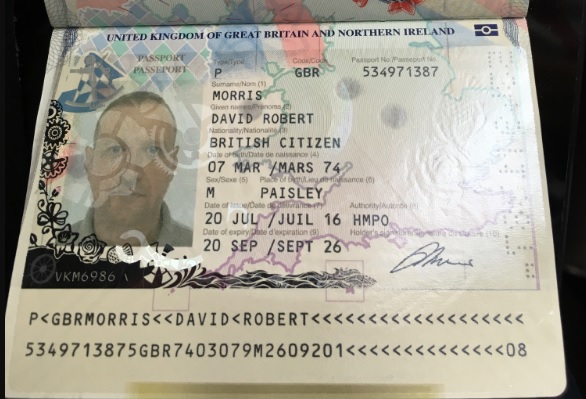 UNITED KINGDOM OF GREAT BRITAIN AND NORTHERN IRELAND
PASSPORT
PASSEPORT
Type/Type Code/Code Passport No./Passeport No.
P GBR 534971387
Surname/Nom (1)
MORRIS
Given names/Prénoms (2)
DAVID ROBERT
Nationality/Nationalité (3)
BRITISH CITIZEN
Date of birth/Date de naissance (4)
07 MAR /MARS 74
Sex/Sexe (5) Place of birth/Lieu de naissance (6)
M PAISLEY
Date of issue/Date de délivrance (7) Authority/Autorité (8)
20 JUL /JUIL 16 HMPO
Date of expiry/Date d'expiration (9) Holder's (10)
20 SEP /SEPT 26
VKM6986
P<GBRMORRIS<<DAVID<ROBERT<<<<<<<<<<<<<<<<<<<
5349713875GBR7403079M2609201<<<<<<<<<<<<<<08